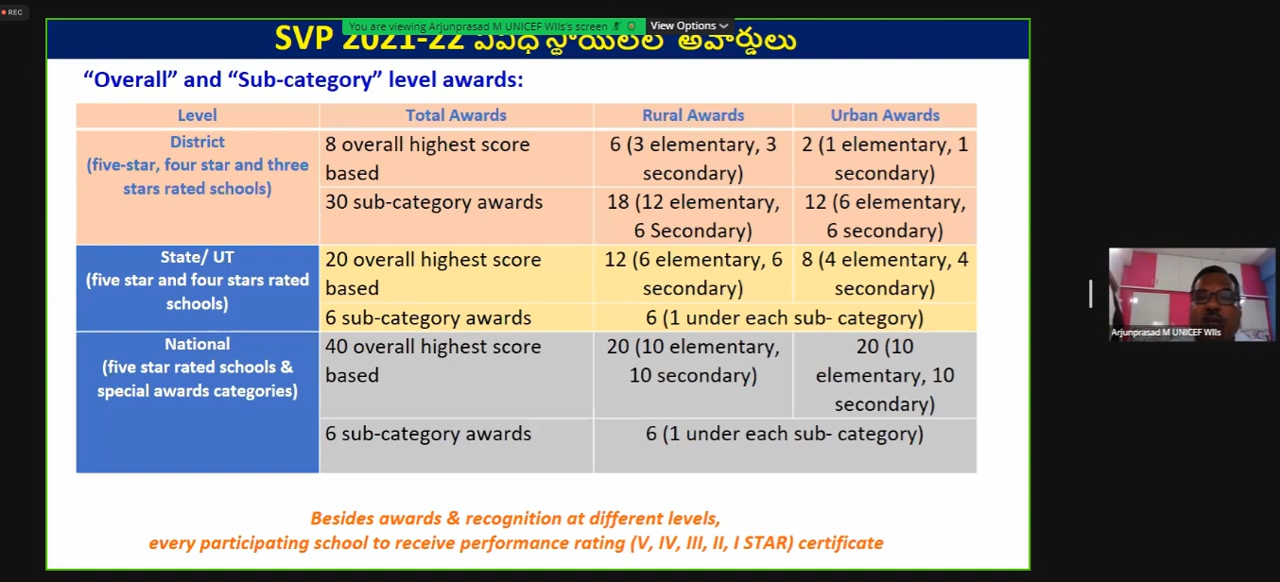 REC
You are viewing Arjunprasad M UNICEF WIIs's screen
View Options
SVP 2021-22 వివిధ స్థాయిలలో అవార్డులు
“Overall” and “Sub-category” level awards:
Level
Total Awards
Rural Awards
Urban Awards
District
(five-star, four star and three
stars rated schools)
8 overall highest score
based
6 (3 elementary, 3
secondary)
2 (1 elementary, 1
secondary)
30 sub-category awards
18 (12 elementary,
6 Secondary)
12 (6 elementary,
6 secondary)
State/ UT
(five star and four stars rated
schools)
20 overall highest score
based
12 (6 elementary, 6
secondary)
8 (4 elementary, 4
secondary)
6 sub-category awards
6 (1 under each sub- category)
National
(five star rated schools &
special awards categories)
40 overall highest score
based
20 (10 elementary,
10 secondary)
20 (10
elementary, 10
secondary)
6 sub-category awards
6 (1 under each sub- category)
Besides awards & recognition at different levels,
every participating school to receive performance rating (V, IV, III, II, I STAR) certificate
Arjunprasad M UNICEF WIIs